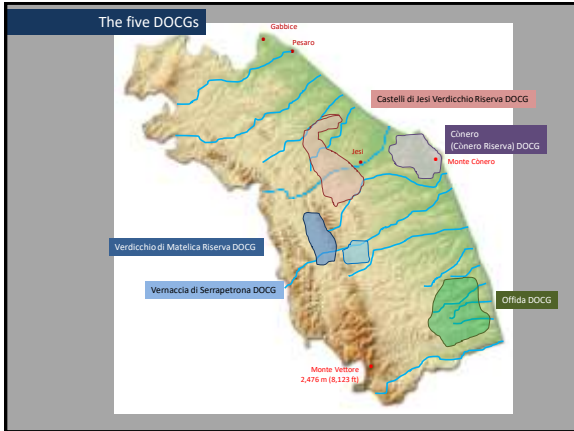 The five DOCGs
Gabbice
Pesaro
Castelli di Jesi Verdicchio Riserva DOCG
Cònero
(Cònero Riserva) DOCG
Jesi
Monte Cònero
Verdicchio di Matelica Riserva DOCG
Vernaccia di Serrapetrona DOCG
Offida DOCG
Monte Vettore
2,476 m (8,123 ft)